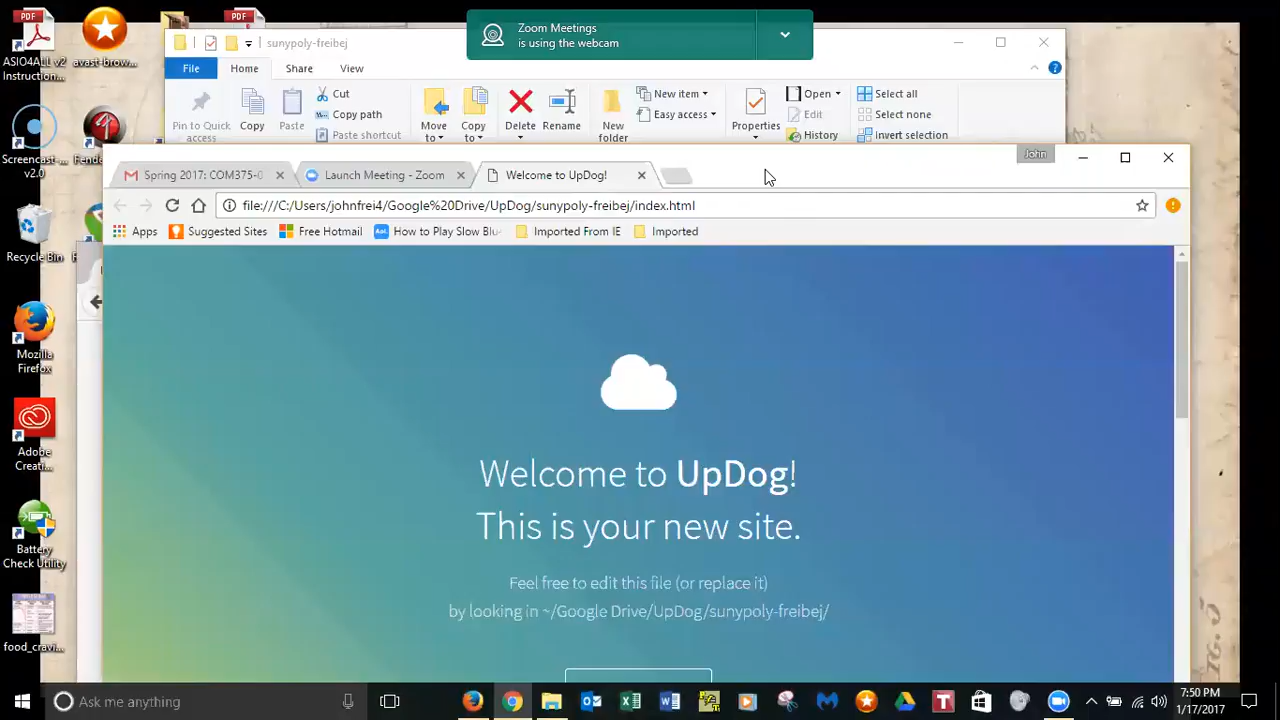 Zoom Meetings
is using the webcam
sunypoly-freibej
File Home Share View
Pin to Quick
access
Copy
Paste
Cut
Copy path
Paste shortcut
Move
to
Copy
to
Delete
Rename
New
folder
New item
Easy access
Properties
Open
Edit
History
Select all
Select none
Invert selection
John
Spring 2017: COM375-0
Launch Meeting - Zoom
Welcome to UpDog!
file:///C:/Users/johnfrei4/Google%20Drive/UpDog/sunypoly-freibej/index.html
Apps
Suggested Sites
Free Hotmail
How to Play Slow Blu
Imported From IE
Imported
Welcome to UpDog!
This is your new site.
Feel free to edit this file (or replace it)
by looking in ~/Google Drive/UpDog/sunypoly-freibej/
PDF
ASIO4ALL v2
Instruction...
avast-brow...
PDF
Screencast-...
v2.0
Recycle Bin
Mozilla
Firefox
Adobe
Creati...
Battery
Check Utility
food_cravi...
Ask me anything
7:50 PM
1/17/2017